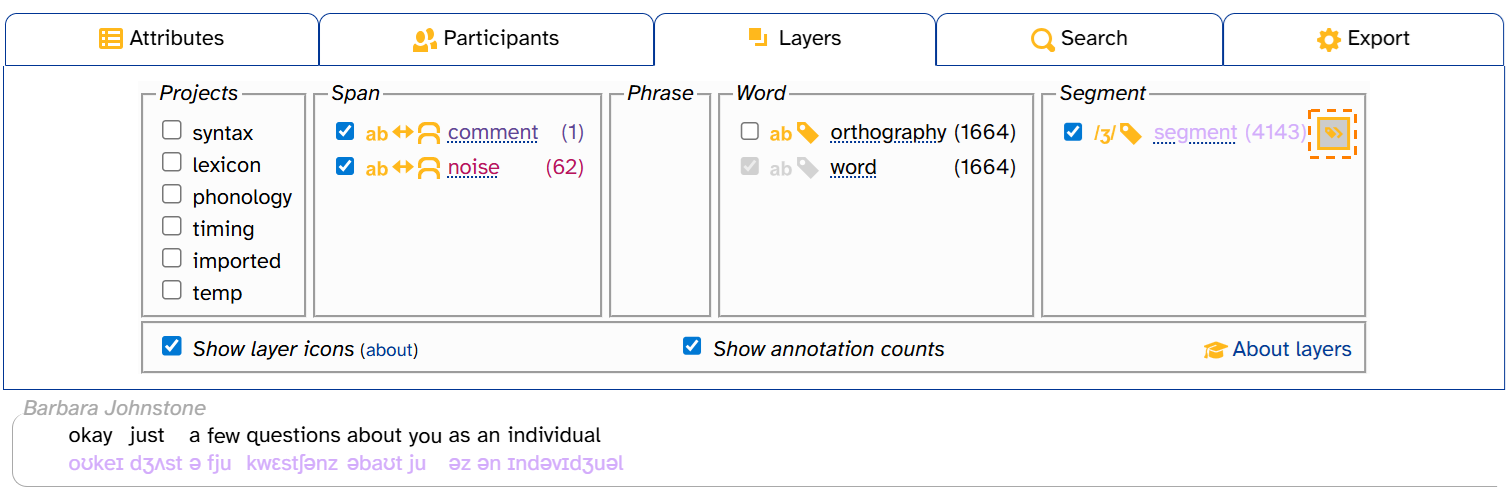 Attributes Participants Layers Search Export
Projects Span Phrase Word Segment
syntax ab comment (1) ab orthography (1664) /ʒ/ segment (4143)
lexicon ab noise (62) ab word (1664)
phonology
timing
imported
temp
Show layer icons (about) Show annotation counts About layers
Barbara Johnstone
okay just a few questions about you as an individual
oʊkeɪ dʒʌst ə fju kwɛstʃənz əbaʊt ju əz ən ɪndəvɪdʒuəl